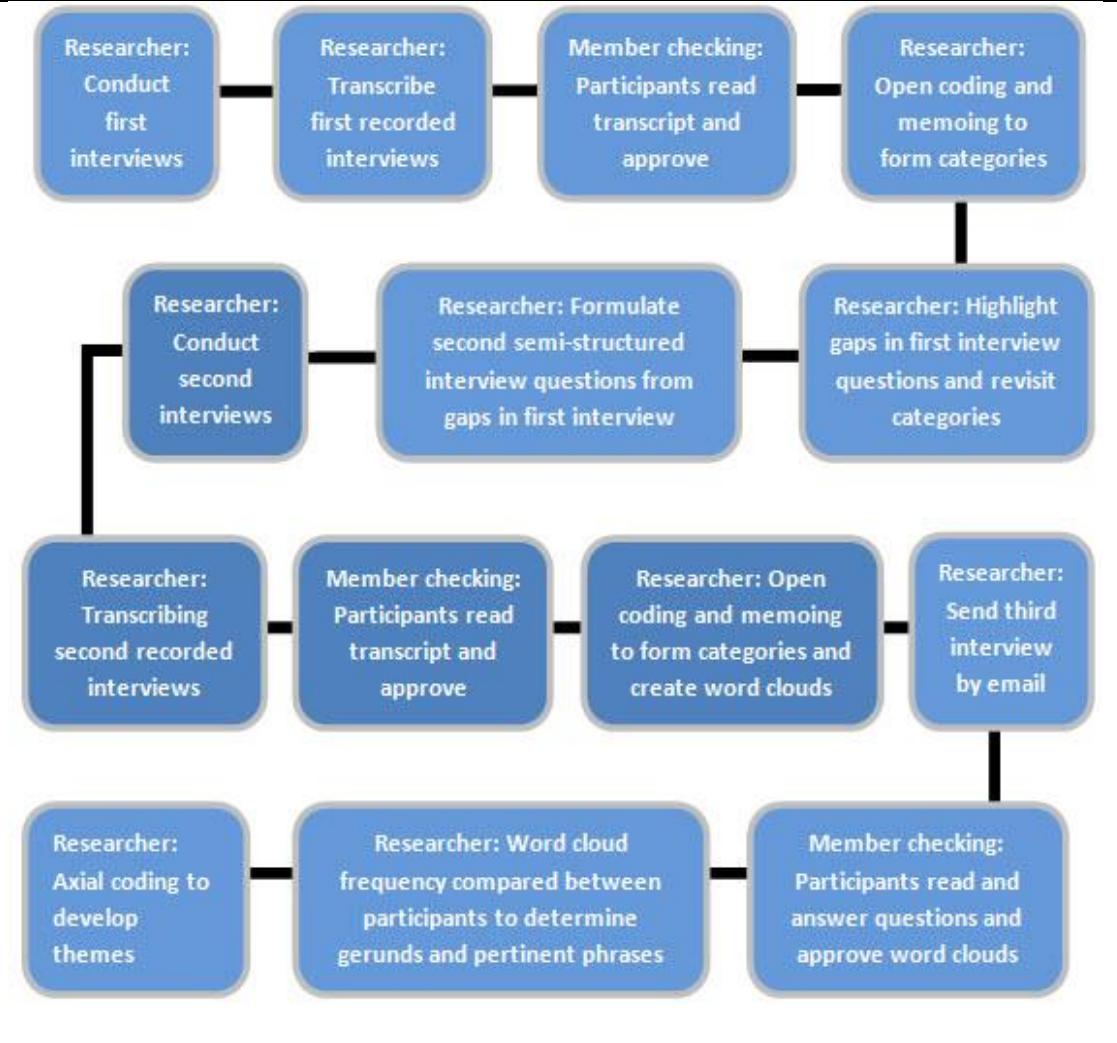 Researcher:
Conduct
first
interviews
Researcher:
Transcribe
first recorded
interviews
Member checking:
Participants read
transcript and
approve
Researcher:
Open coding and
memoing to
form categories
Researcher: Highlight
gaps in first interview
questions and revisit
categories
Researcher: Formulate
second semi-structured
interview questions from
gaps in first interview
Researcher:
Conduct
second
interviews
Researcher:
Transcribing
second recorded
interviews
Member checking:
Participants read
transcript and
approve
Researcher: Open
coding and memoing
to form categories and
create word clouds
Researcher:
Send third
interview
by email
Member checking:
Participants read and
answer questions and
approve word clouds
Researcher: Word cloud
frequency compared between
participants to determine
gerunds and pertinent phrases
Researcher:
Axial coding to
develop
themes